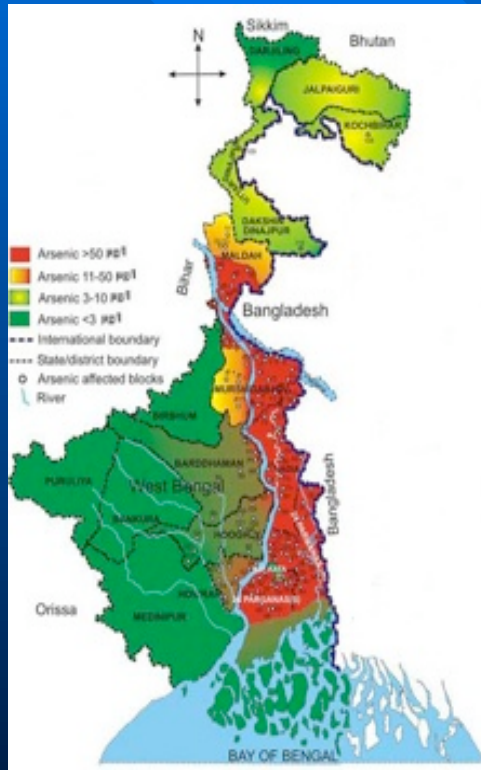 Sikkim
Bhutan
N
DARJILING
JALPAIGURI
KOCHBIHAR
DAKSHIN
DINAJPUR
MALDAH
Bihar
Arsenic >50
Arsenic 11-50
Arsenic 3-10
Arsenic <3
International boundary
State/district boundary
Arsenic affected blocks
River
Bangladesh
BIRBHUM
BARDDHAMAN
West Bengal
PURULIYA
BANKURA
HOOGHLY
Bangladesh
Orissa
MEDINIPUR
BAY OF BENGAL